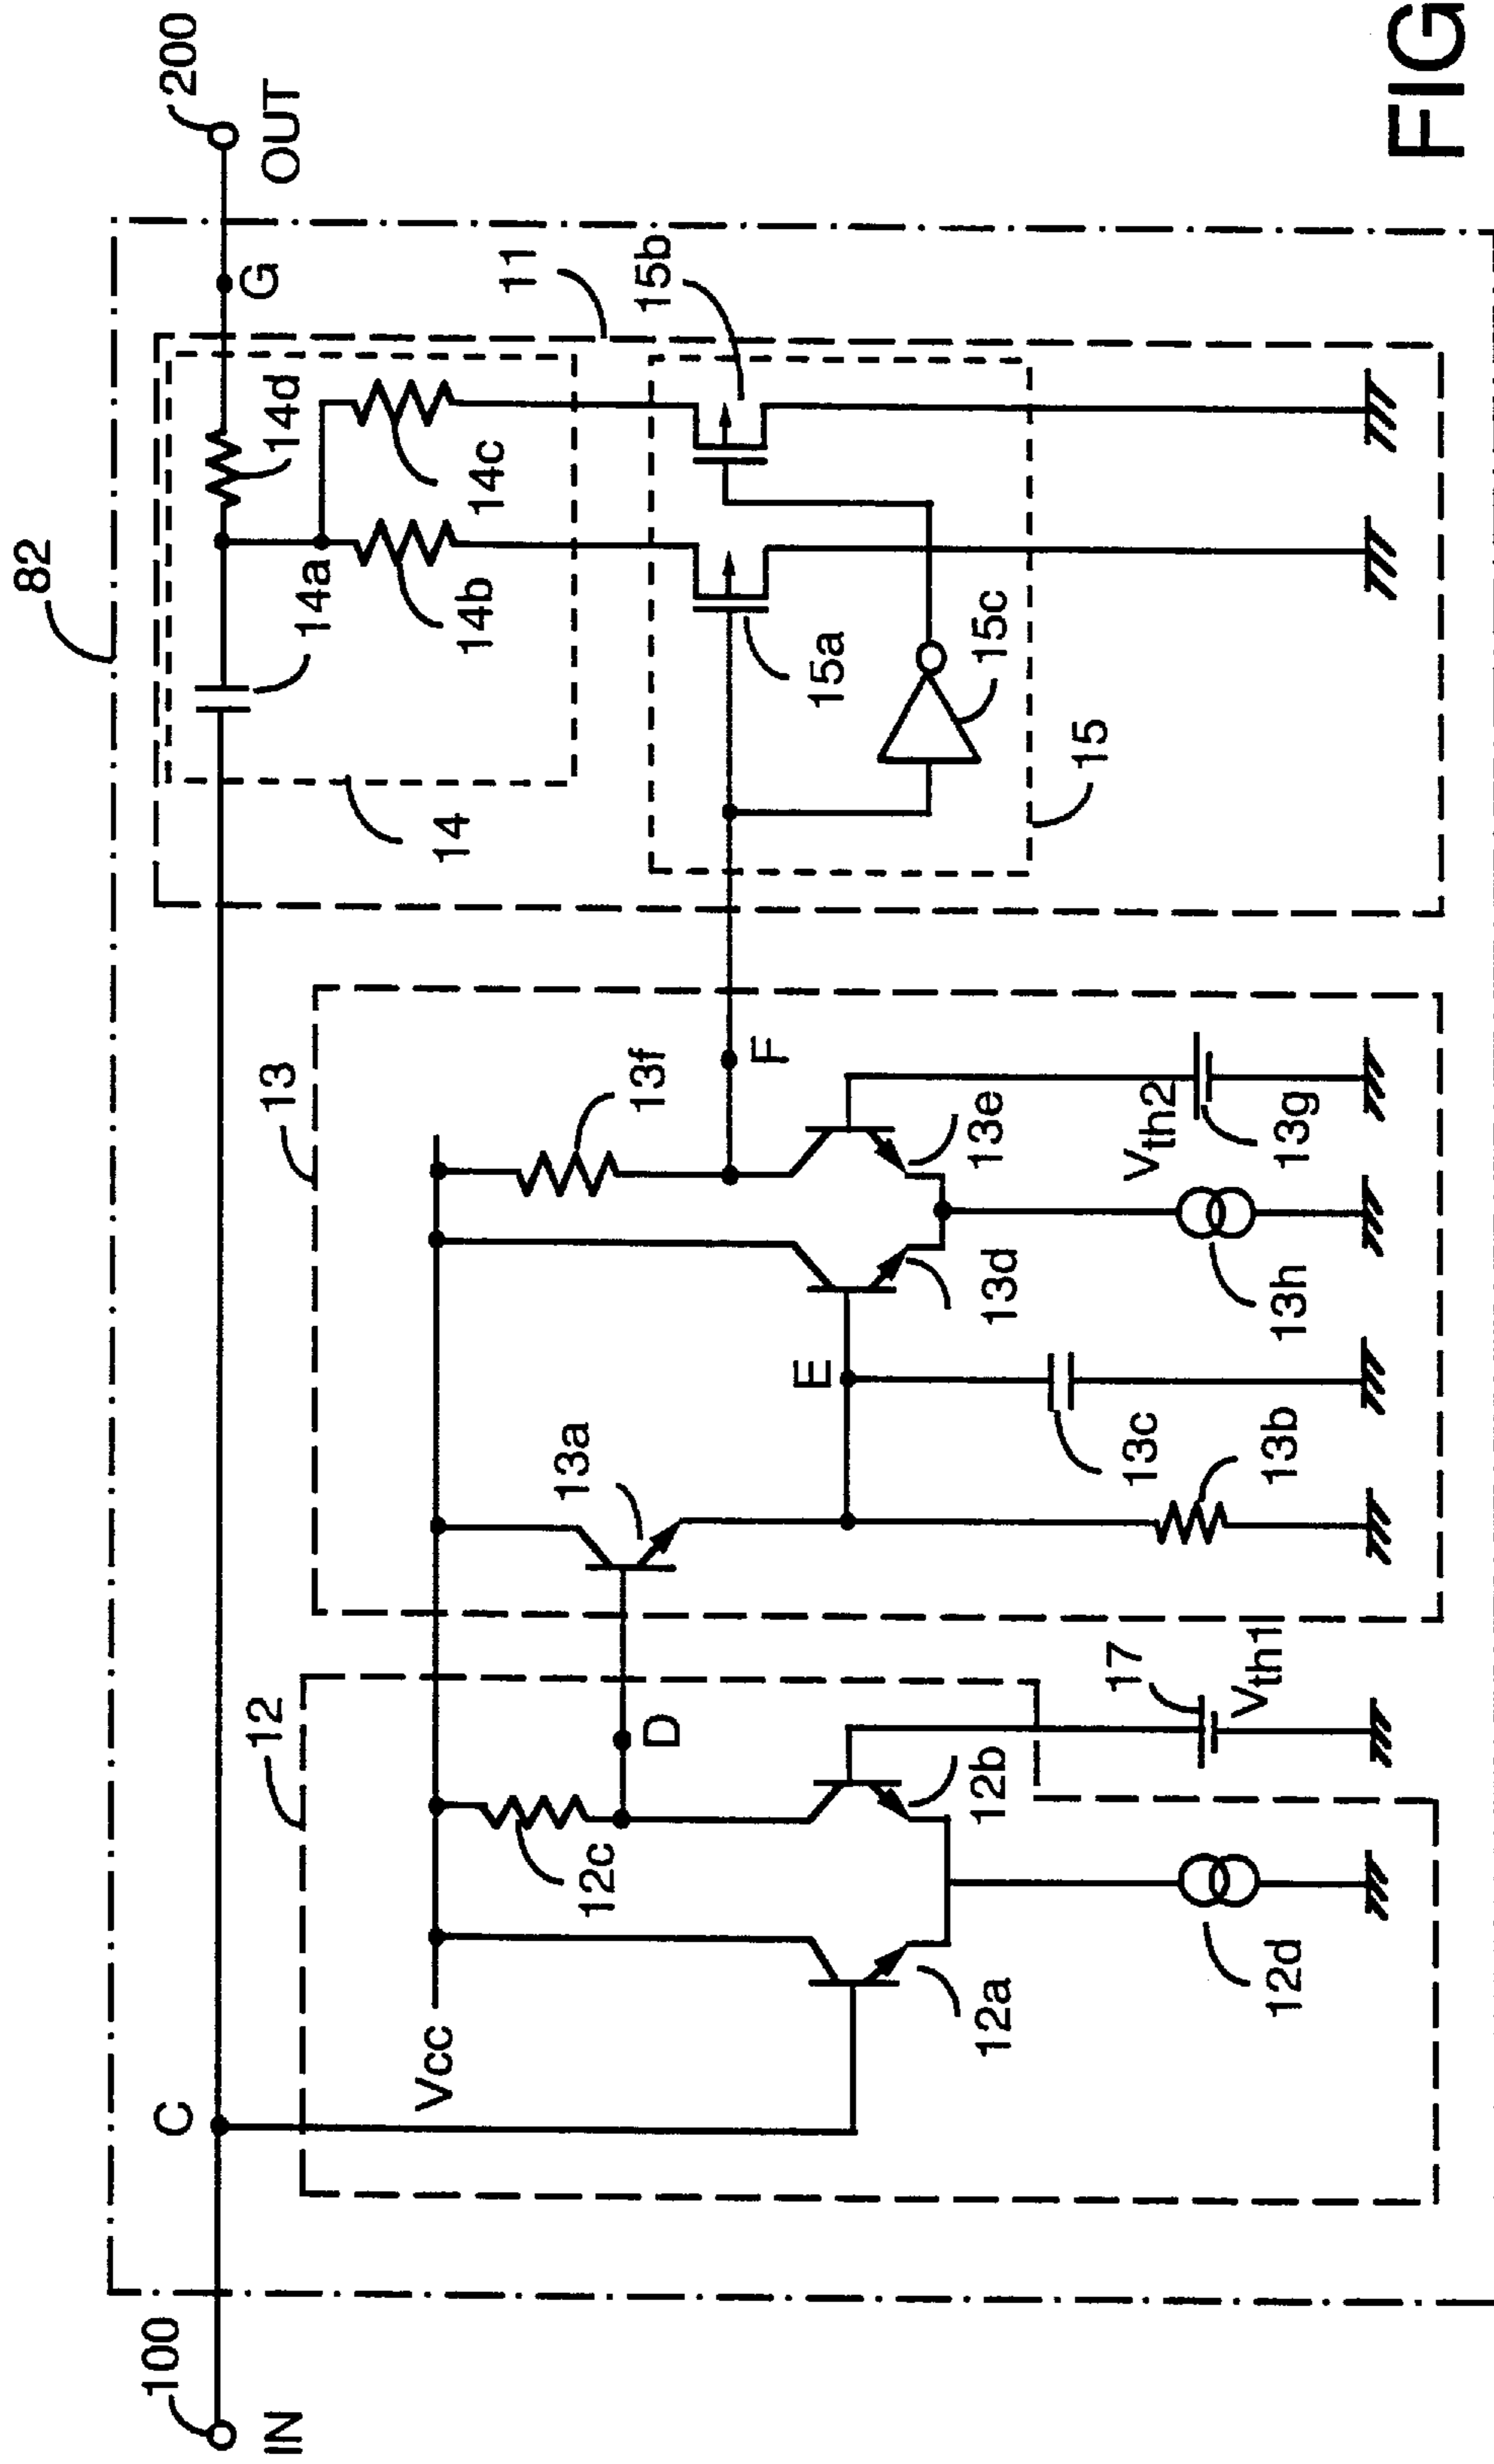 82
100
IN
C
200
OUT
G
14a
14d
14b
14c
14
11
15b
15a
15c
15
12
Vcc
12c
D
12a
12b
12d
17
Vth1
13
13a
13f
F
E
13c
13b
13d
13e
13h
Vth2
13g
FIG